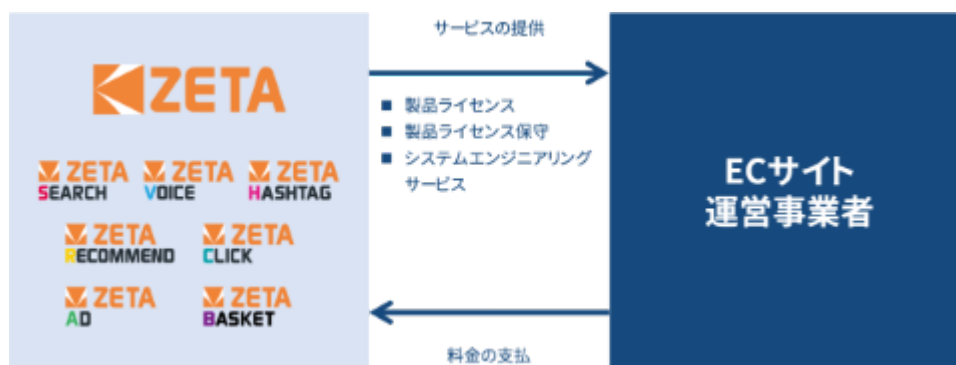 ZETA
ZETA
SEARCH
ZETA
VOICE
ZETA
HASHTAG
ZETA
RECOMMEND
ZETA
CLICK
ZETA
AD
ZETA
BASKET
サービスの提供
■ 製品ライセンス
■ 製品ライセンス保守
■ システムエンジニアリング
サービス
料金の支払
ECサイト
運営事業者